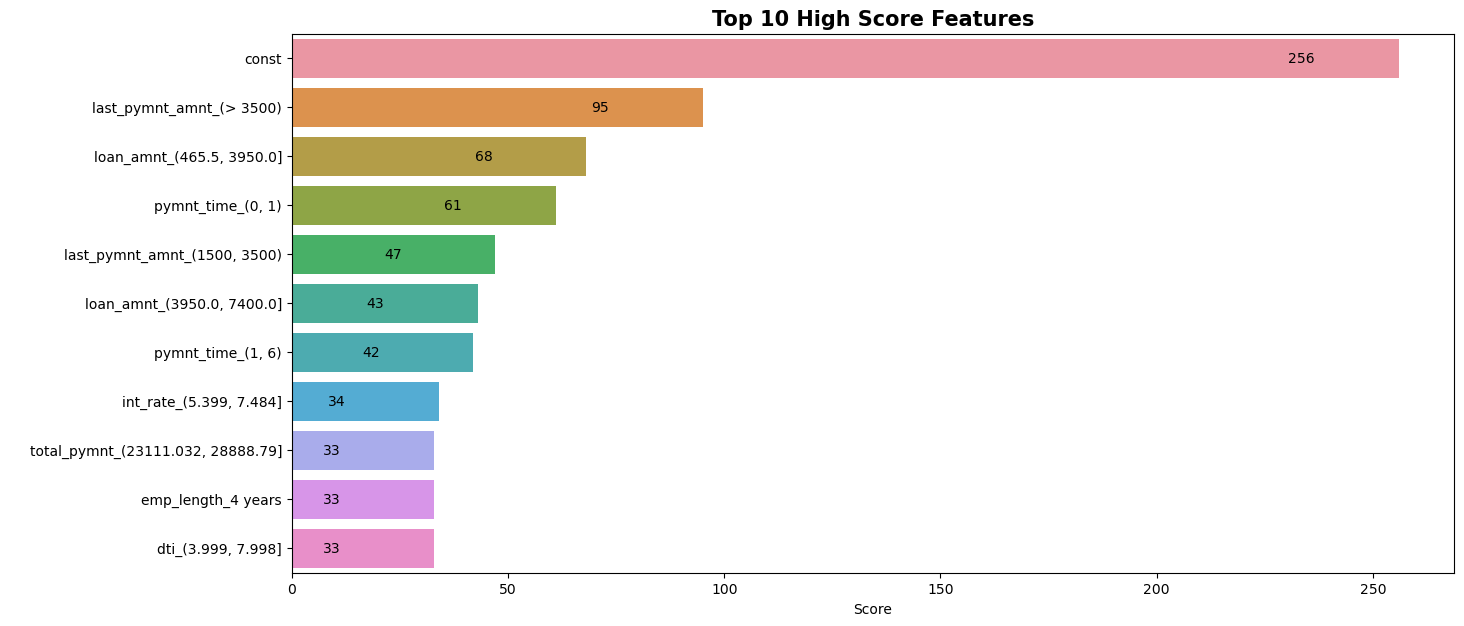 Top 10 High Score Features
const 256
last_pymnt_amnt_(> 3500) 95
loan_amnt_(465.5, 3950.0] 68
pymnt_time_(0, 1) 61
last_pymnt_amnt_(1500, 3500) 47
loan_amnt_(3950.0, 7400.0] 43
pymnt_time_(1, 6) 42
int_rate_(5.399, 7.484] 34
total_pymnt_(23111.032, 28888.79] 33
emp_length_4 years 33
dti_(3.999, 7.998] 33
0 50 100 150 200 250
Score